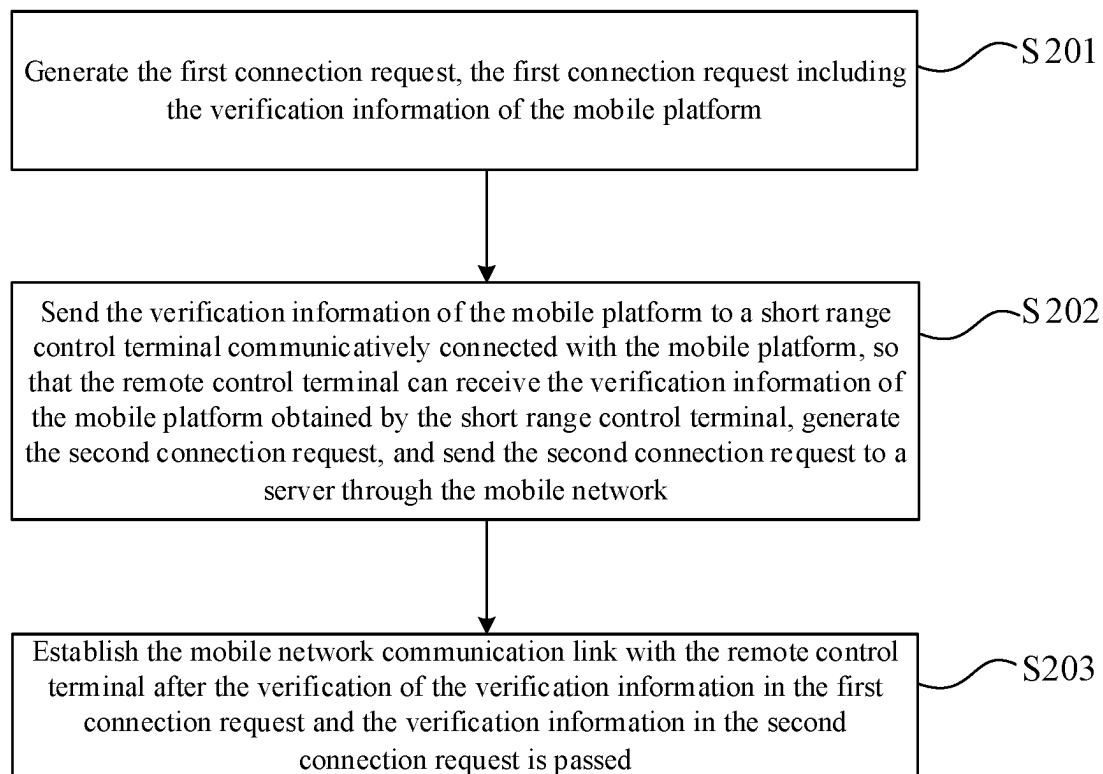 Generate the first connection request, the first connection request including
the verification information of the mobile platform
S201
Send the verification information of the mobile platform to a short range
control terminal communicatively connected with the mobile platform, so
that the remote control terminal can receive the verification information of
the mobile platform obtained by the short range control terminal, generate
the second connection request, and send the second connection request to a
server through the mobile network
S202
Establish the mobile network communication link with the remote control
terminal after the verification of the verification information in the first
connection request and the verification information in the second
connection request is passed
S203